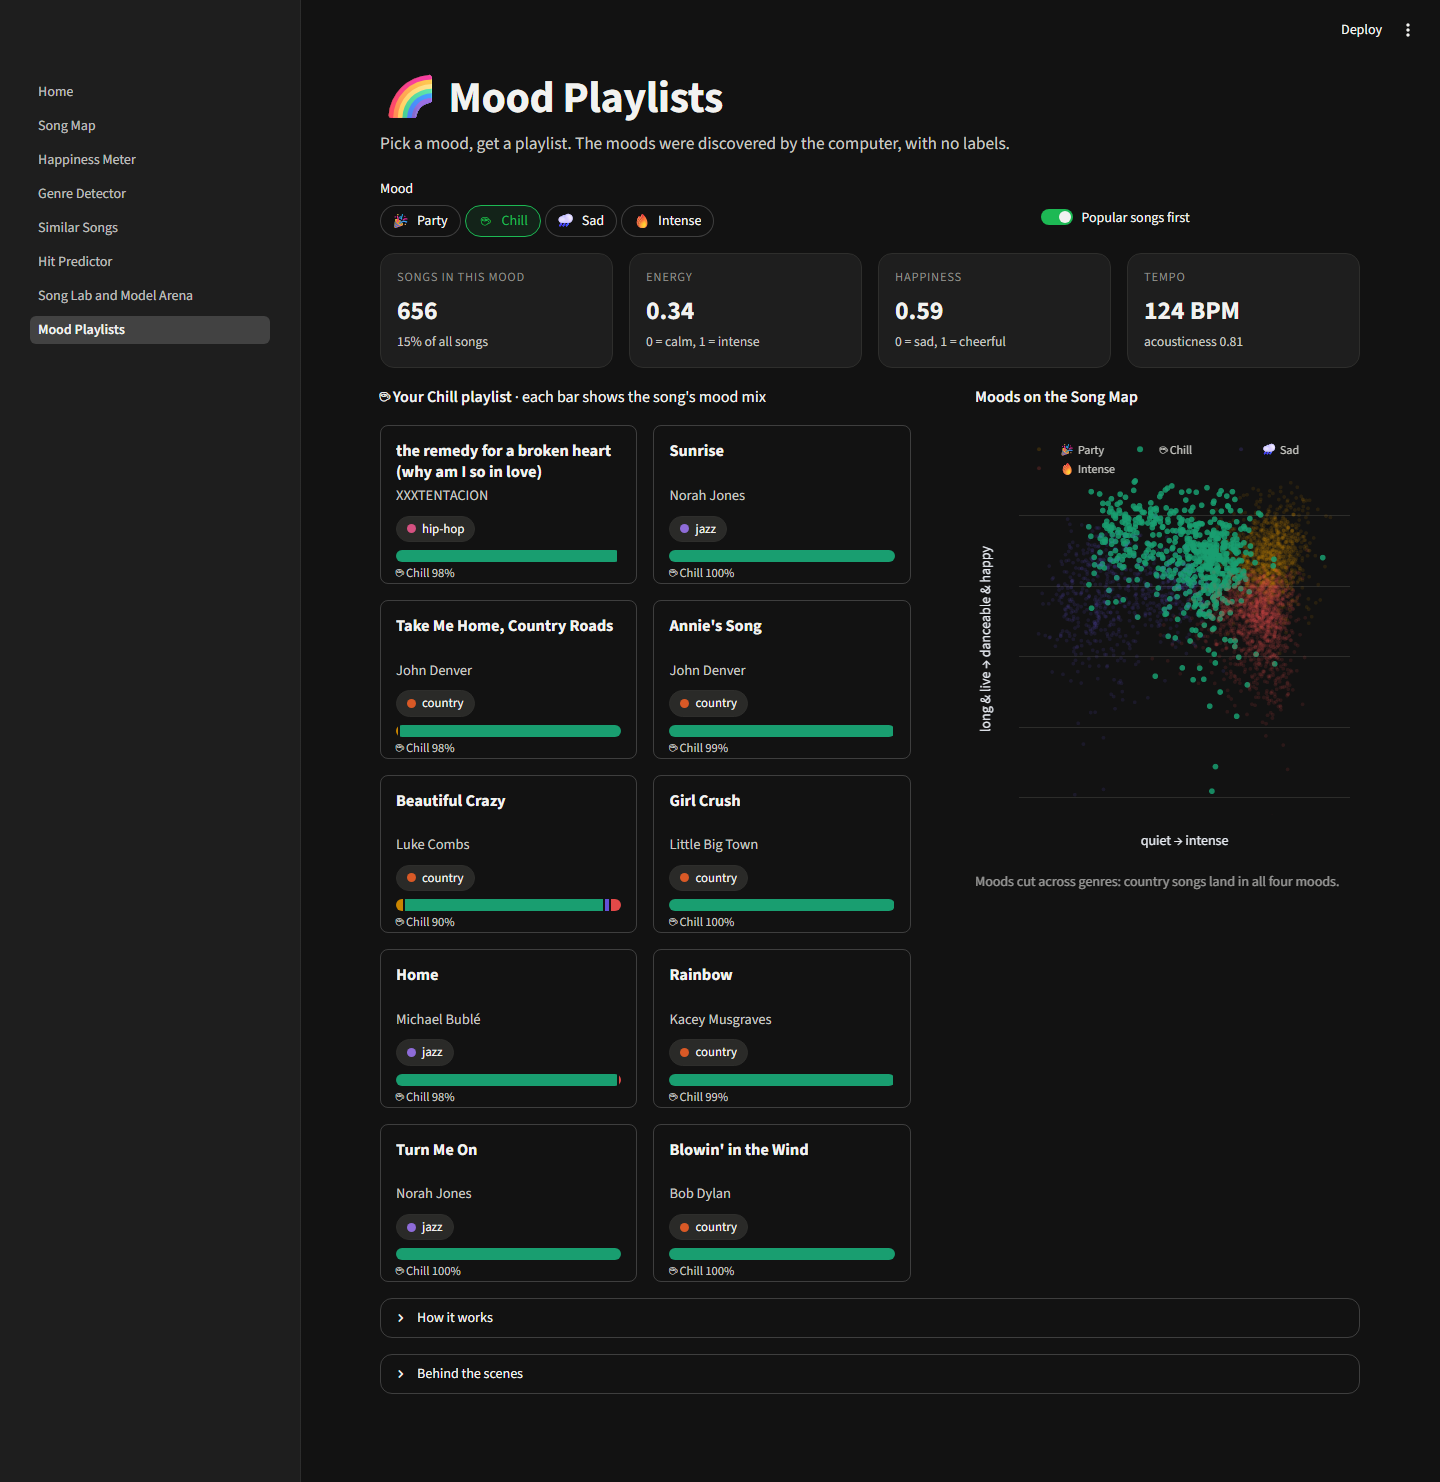 Deploy
Home
Song Map
Happiness Meter
Genre Detector
Similar Songs
Hit Predictor
Song Lab and Model Arena
Mood Playlists
Mood Playlists
Pick a mood, get a playlist. The moods were discovered by the computer, with no labels.
Mood
Party
Chill
Sad
Intense
Popular songs first
SONGS IN THIS MOOD
656
15% of all songs
ENERGY
0.34
0 = calm, 1 = intense
HAPPINESS
0.59
0 = sad, 1 = cheerful
TEMPO
124 BPM
acousticness 0.81
Your Chill playlist · each bar shows the song's mood mix
the remedy for a broken heart
(why am I so in love)
XXXTENTACION
hip-hop
Chill 98%
Sunrise
Norah Jones
jazz
Chill 100%
Take Me Home, Country Roads
John Denver
country
Chill 98%
Annie's Song
John Denver
country
Chill 99%
Beautiful Crazy
Luke Combs
country
Chill 90%
Girl Crush
Little Big Town
country
Chill 100%
Home
Michael Bublé
jazz
Chill 98%
Rainbow
Kacey Musgraves
country
Chill 99%
Turn Me On
Norah Jones
jazz
Chill 100%
Blowin' in the Wind
Bob Dylan
country
Chill 100%
Moods on the Song Map
Party
Chill
Sad
Intense
long & live → danceable & happy
quiet → intense
Moods cut across genres: country songs land in all four moods.
How it works
Behind the scenes